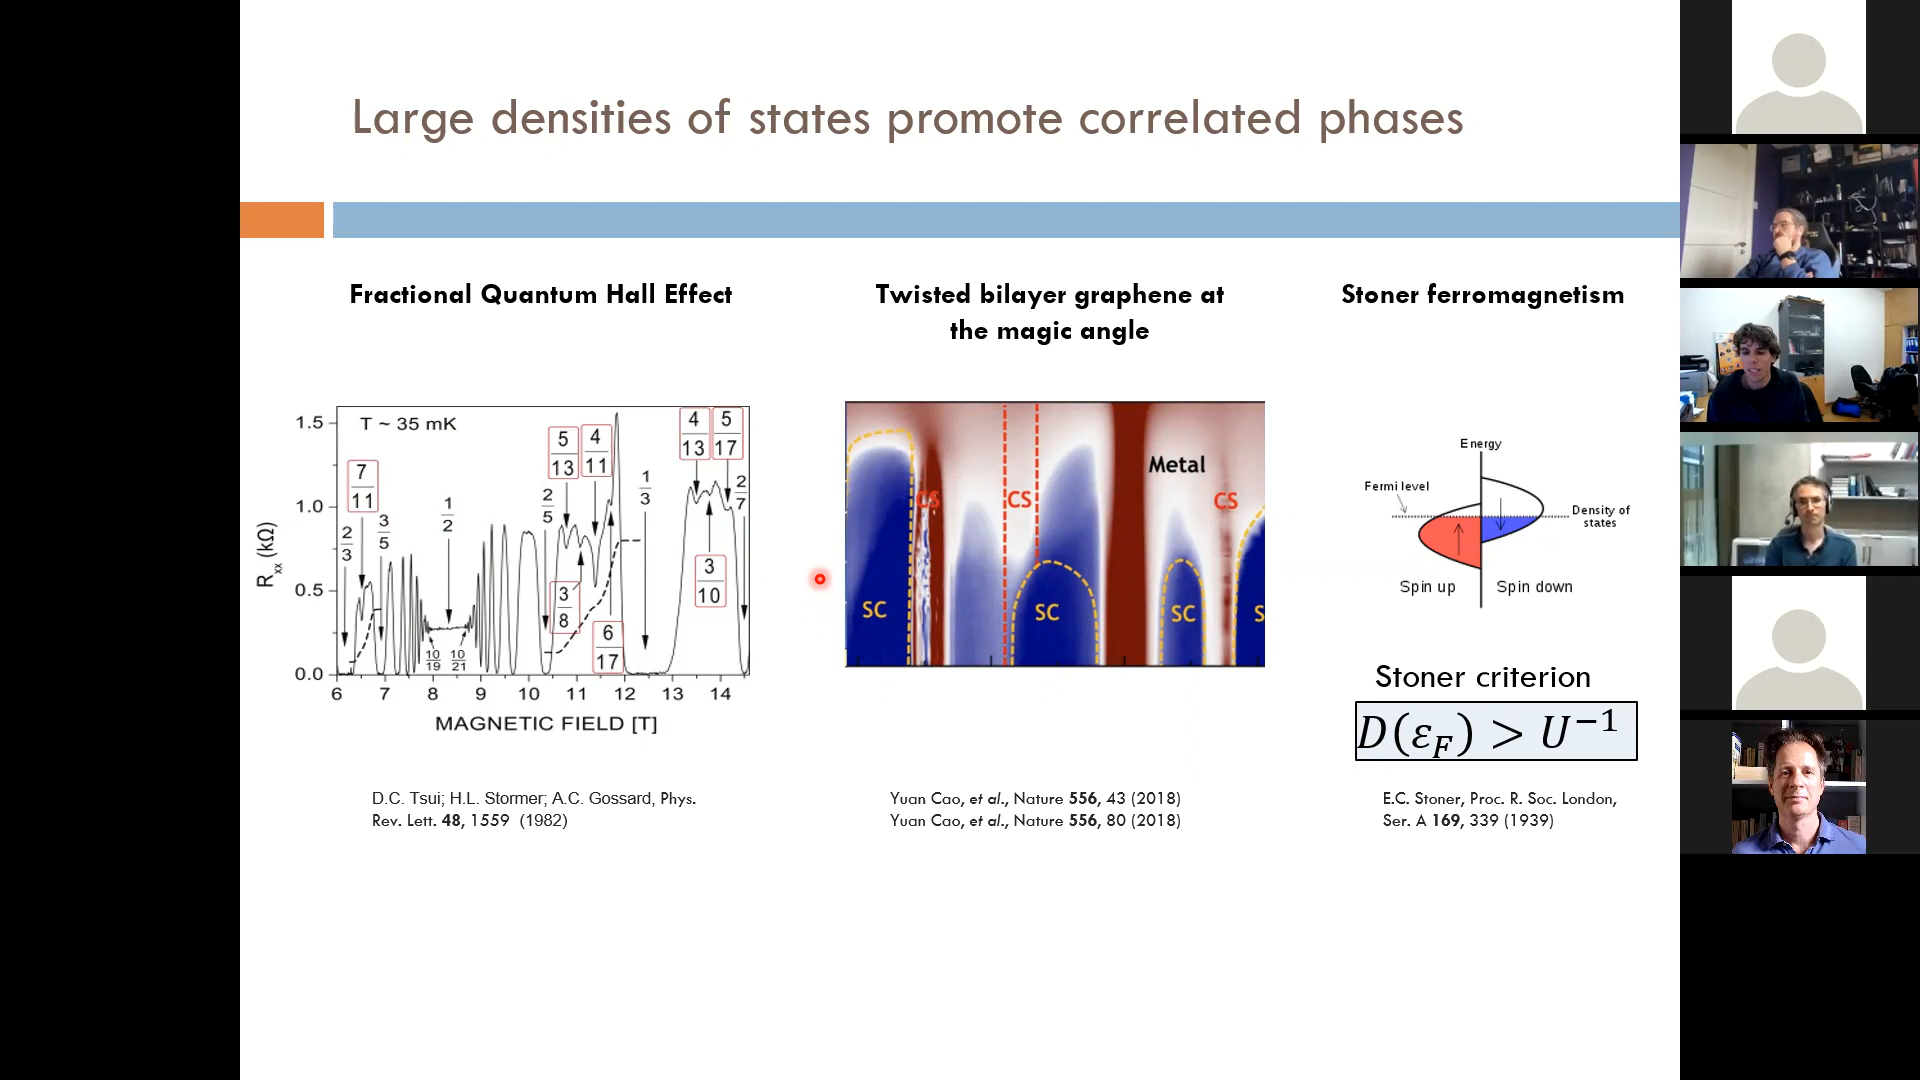 Large densities of states promote correlated phases
Fractional Quantum Hall Effect
T ~ 35 mK
1.5
1.0
0.5
0.0
R_xx (kΩ)
2/3
7/11
3/5
1/2
10/19
10/21
2/5
5/13
4/11
3/8
6/17
1/3
4/13
5/17
2/7
3/10
6 7 8 9 10 11 12 13 14
MAGNETIC FIELD [T]
D.C. Tsui; H.L. Stormer; A.C. Gossard, Phys.
Rev. Lett. 48, 1559 (1982)
Twisted bilayer graphene at
the magic angle
Metal
CS
CS
CS
SC
SC
SC
S
Yuan Cao, et al., Nature 556, 43 (2018)
Yuan Cao, et al., Nature 556, 80 (2018)
Stoner ferromagnetism
Energy
Fermi level
Density of
states
Spin up
Spin down
Stoner criterion
D(ε_F) > U⁻¹
E.C. Stoner, Proc. R. Soc. London,
Ser. A 169, 339 (1939)